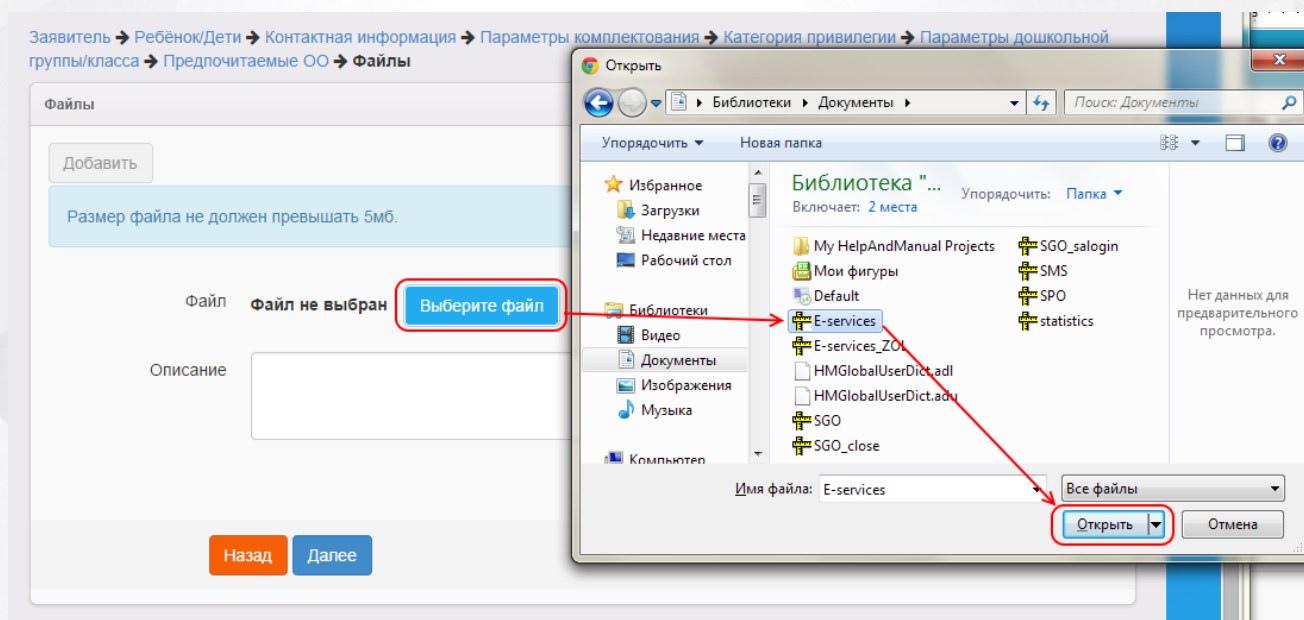 Заявитель ➔ Ребёнок/Дети ➔ Контактная информация ➔ Параметры комплектования ➔ Категория привилегии ➔ Параметры дошкольной
группы/класса ➔ Предпочитаемые ОО ➔ Файлы
Файлы
Добавить
Размер файла не должен превышать 5мб.
Файл
Файл не выбран
Выберите файл
Описание
Назад
Далее
Открыть
Библиотеки
Документы
Поиск: Документы
Упорядочить
Новая папка
Избранное
Загрузки
Недавние места
Рабочий стол
Библиотеки
Видео
Документы
Изображения
Музыка
Компьютер
Библиотека "...
Включает: 2 места
Упорядочить: Папка
My HelpAndManual Projects
Мои фигуры
Default
E-services
E-services_ZOL
HMGlobalUserDict.adl
HMGlobalUserDict.adu
SGO
SGO_close
SGO_salogin
SMS
SPO
statistics
Нет данных для
предварительного
просмотра.
Имя файла: E-services
Все файлы
Открыть
Отмена